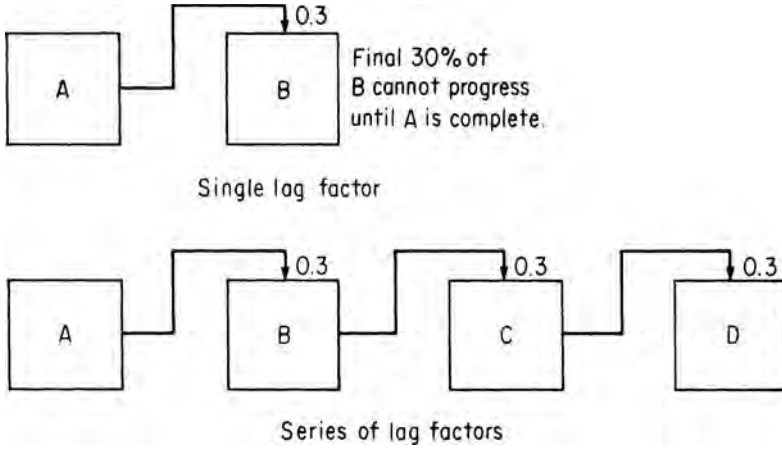 0.3
A
B
Final 30% of
B cannot progress
until A is complete.
Single lag factor
0.3
0.3
0.3
A
B
C
D
Series of lag factors